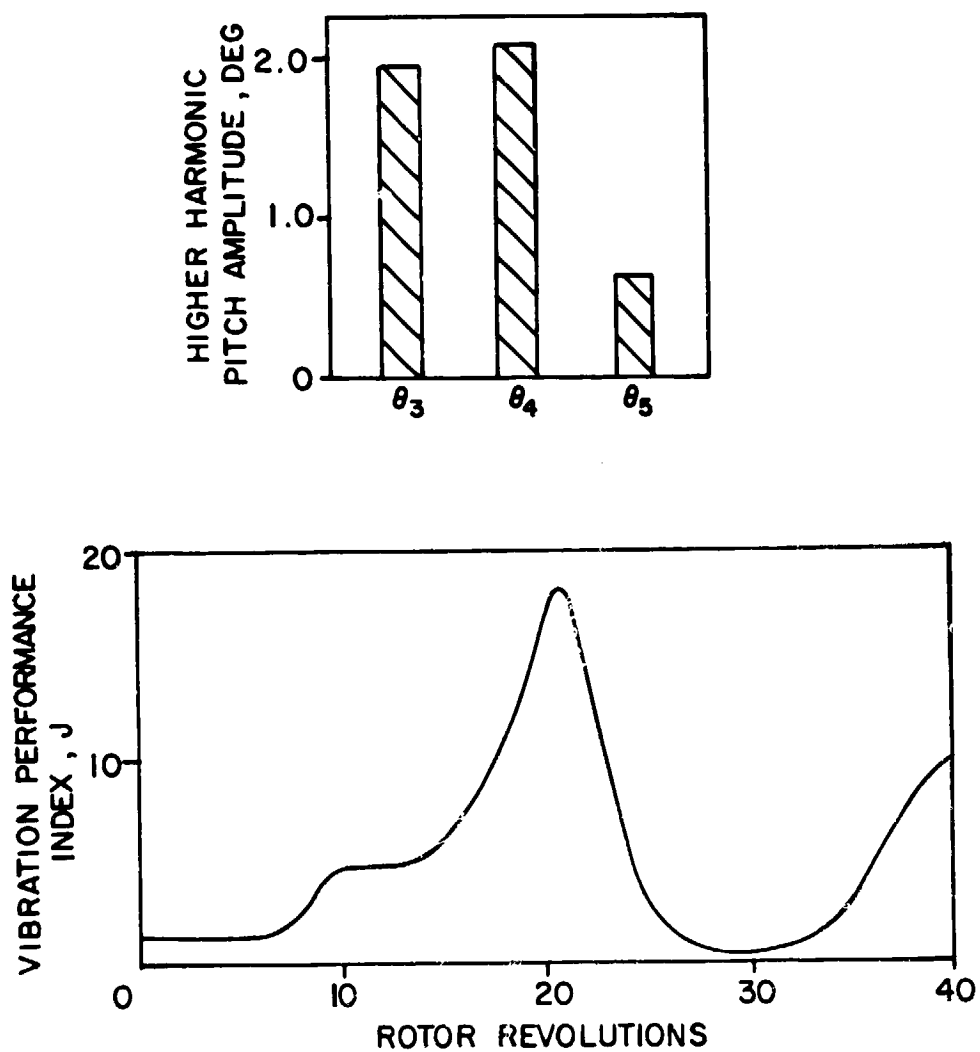 HIGHER HARMONIC
PITCH AMPLITUDE, DEG
2.0
1.0
0
θ3
θ4
θ5
VIBRATION PERFORMANCE
INDEX, J
20
10
0
10
20
30
40
ROTOR REVOLUTIONS